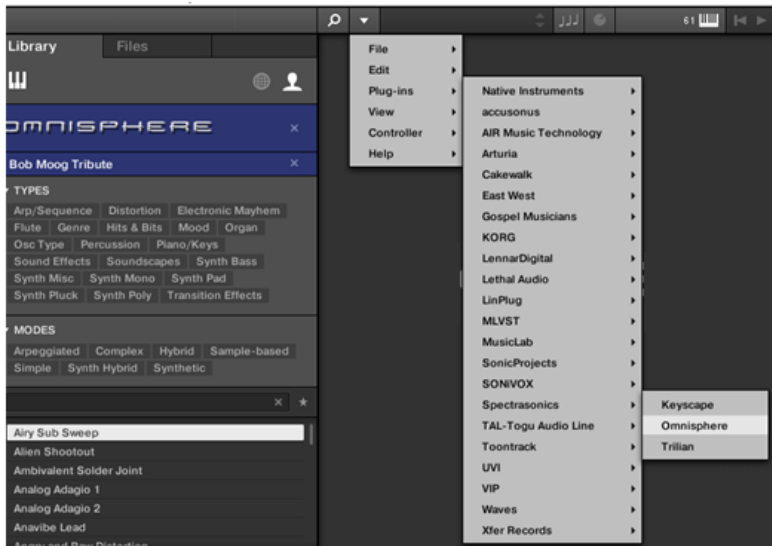 61
Library Files
OMNISPHERE
Bob Moog Tribute
TYPES
Arp/Sequence Distortion Electronic Mayhem
Flute Genre Hits & Bits Mood Organ
Osc Type Percussion Piano/Keys
Sound Effects Soundscapes Synth Bass
Synth Misc Synth Mono Synth Pad
Synth Pluck Synth Poly Transition Effects
MODES
Arpeggiated Complex Hybrid Sample-based
Simple Synth Hybrid Synthetic
Airy Sub Sweep
Alien Shootout
Ambivalent Solder Joint
Analog Adagio 1
Analog Adagio 2
Anavibe Lead
Angry and Raw Distortion
File
Edit
Plug-ins
View
Controller
Help
Native Instruments
accusonus
AIR Music Technology
Arturia
Cakewalk
East West
Gospel Musicians
KORG
LennarDigital
Lethal Audio
LinPlug
MLVST
MusicLab
SonicProjects
SONiVOX
Spectrasonics
TAL-Togu Audio Line
Toontrack
UVI
VIP
Waves
Xfer Records
Keyscape
Omnisphere
Trilian